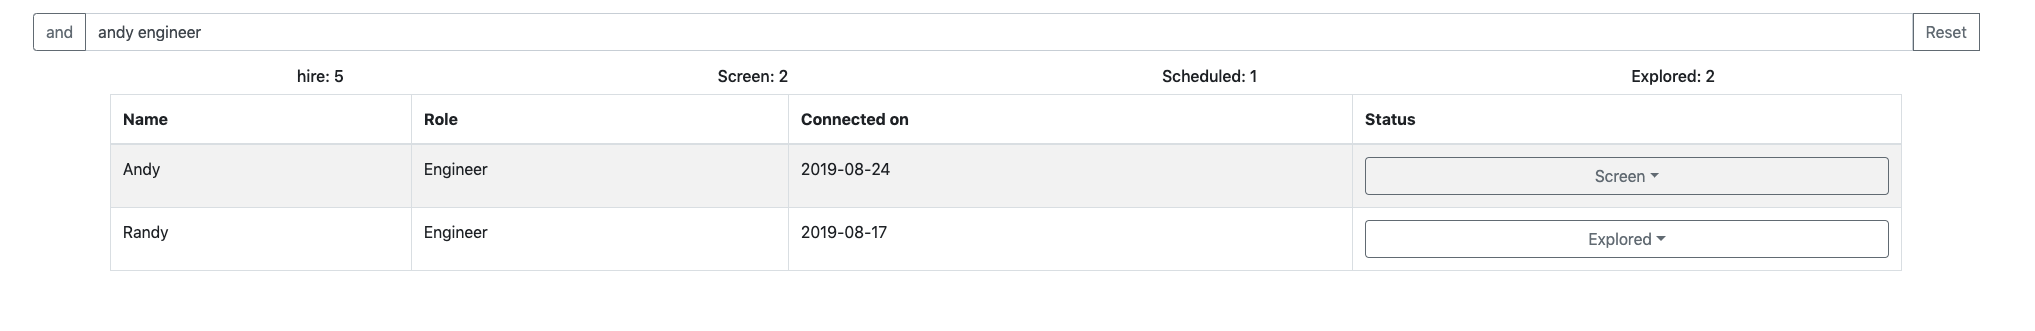 and andy engineer Reset
hire: 5 Screen: 2 Scheduled: 1 Explored: 2
Name Role Connected on Status
Andy Engineer 2019-08-24 Screen
Randy Engineer 2019-08-17 Explored